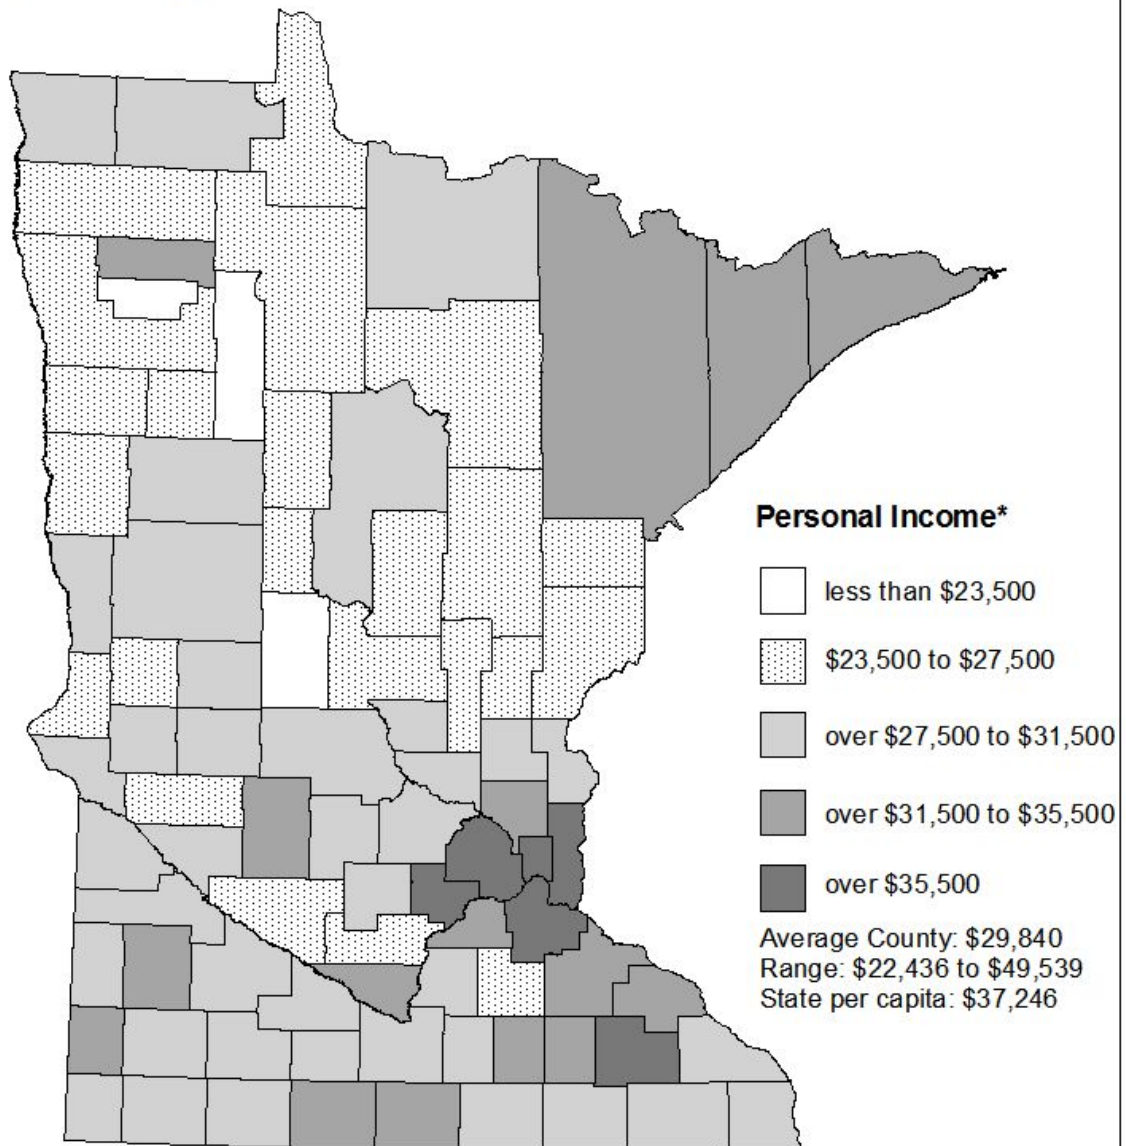 Personal Income*
less than $23,500
$23,500 to $27,500
over $27,500 to $31,500
over $31,500 to $35,500
over $35,500
Average County: $29,840
Range: $22,436 to $49,539
State per capita: $37,246